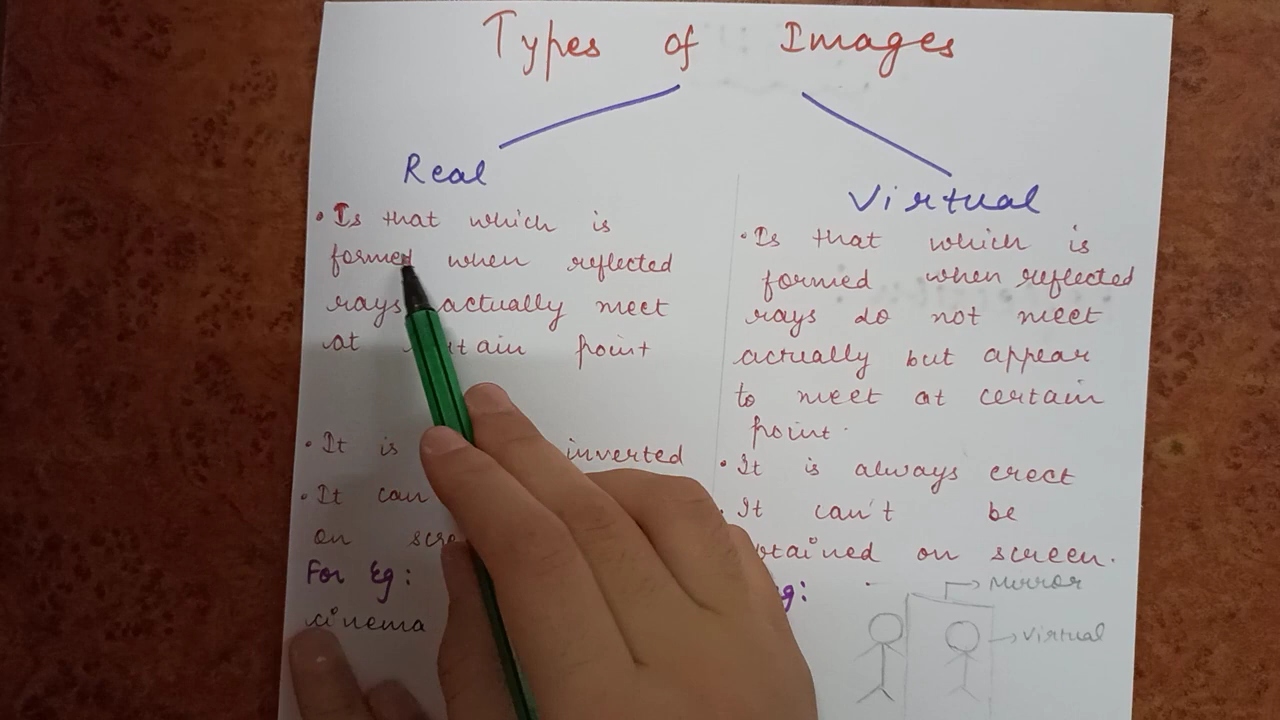 Types of Images
Real
• Is that which is
formed when reflected
rays actually meet
at point
• It is inverted
• It can
on
For Eg:
cinema
Virtual
• Is that which is
formed when reflected
rays do not meet
actually but appear
to meet at certain
point.
• It is always erect
• It can't be
on screen.
→ Mirror
→ virtual